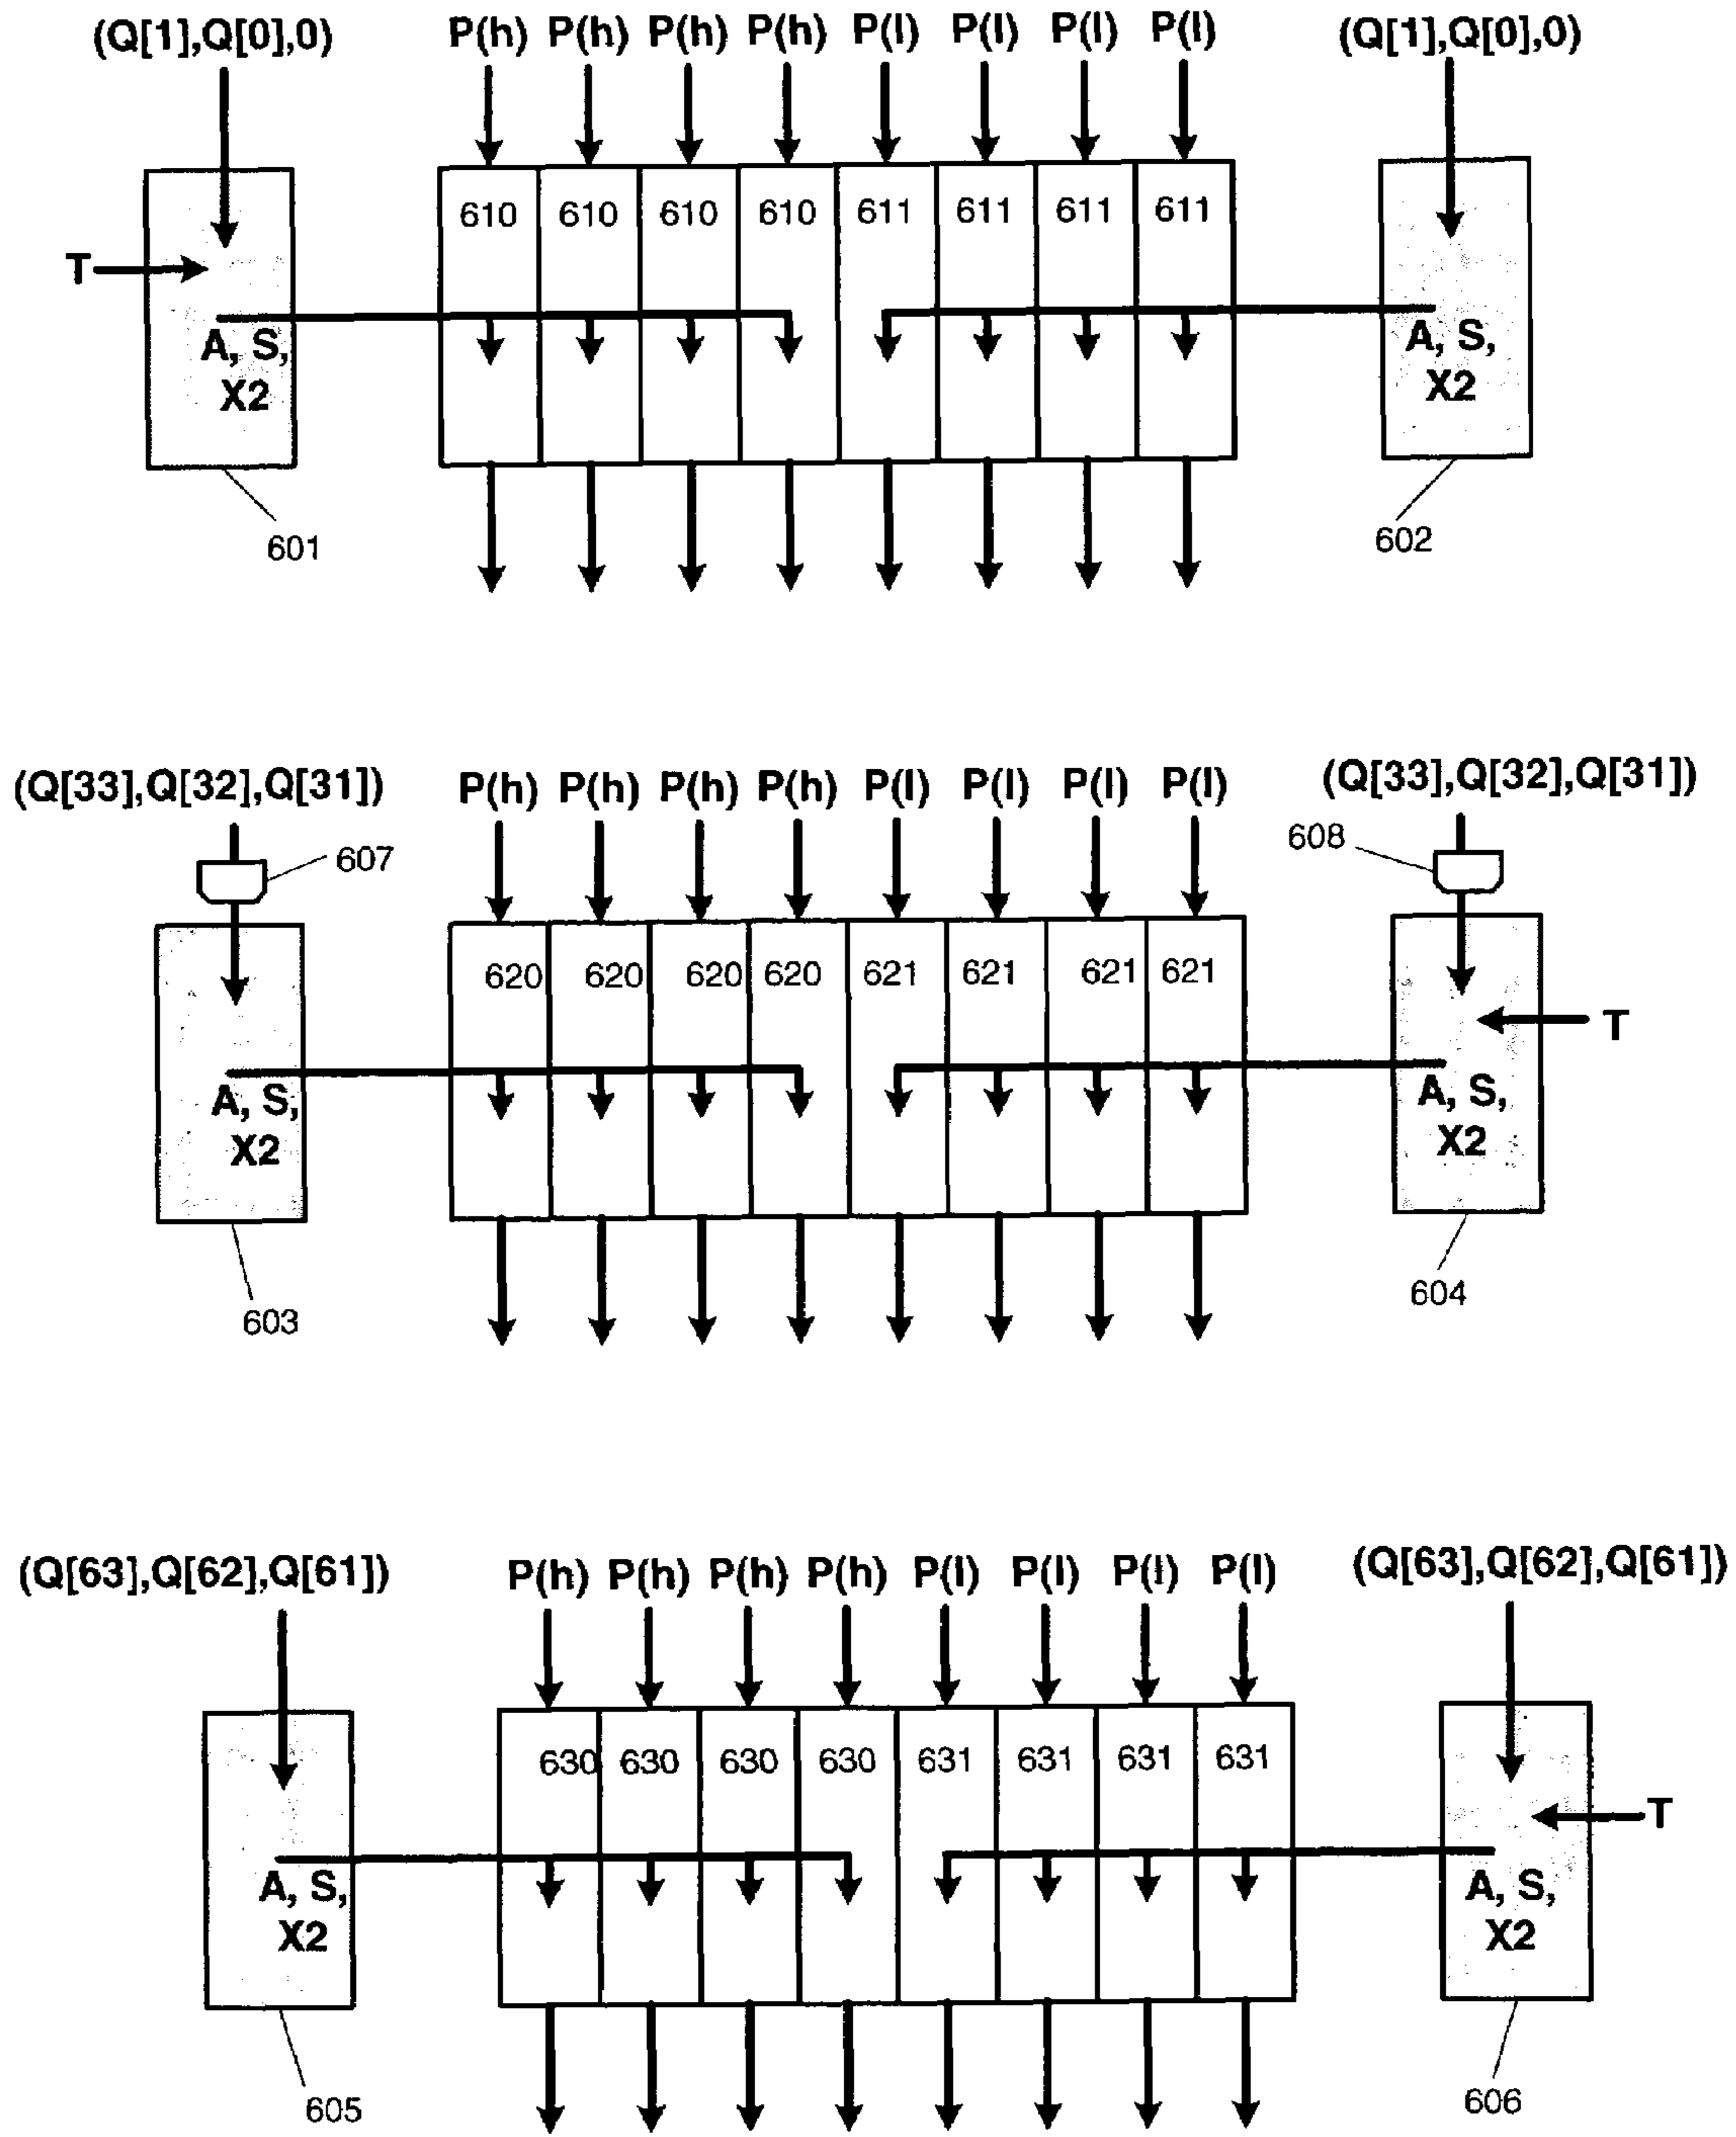 (Q[1],Q[0],0) P(h) P(h) P(h) P(h) P(l) P(l) P(l) P(l) (Q[1],Q[0],0)
610 610 610 610 611 611 611 611
T
A, S, A, S,
X2 X2
601 602
(Q[33],Q[32],Q[31]) P(h) P(h) P(h) P(h) P(l) P(l) P(l) P(l) (Q[33],Q[32],Q[31])
607 608
620 620 620 620 621 621 621 621
T
A, S, A, S,
X2 X2
603 604
(Q[63],Q[62],Q[61]) P(h) P(h) P(h) P(h) P(l) P(l) P(l) P(l) (Q[63],Q[62],Q[61])
630 630 630 630 631 631 631 631
T
A, S, A, S,
X2 X2
605 606